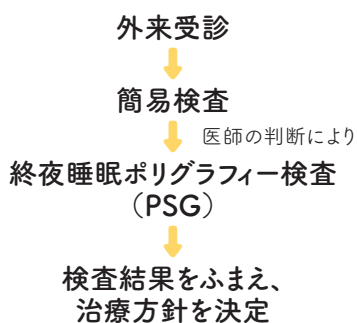 外来受診
簡易検査
医師の判断により
終夜睡眠ポリグラフィー検査
（PSG）
検査結果をふまえ、
治療方針を決定